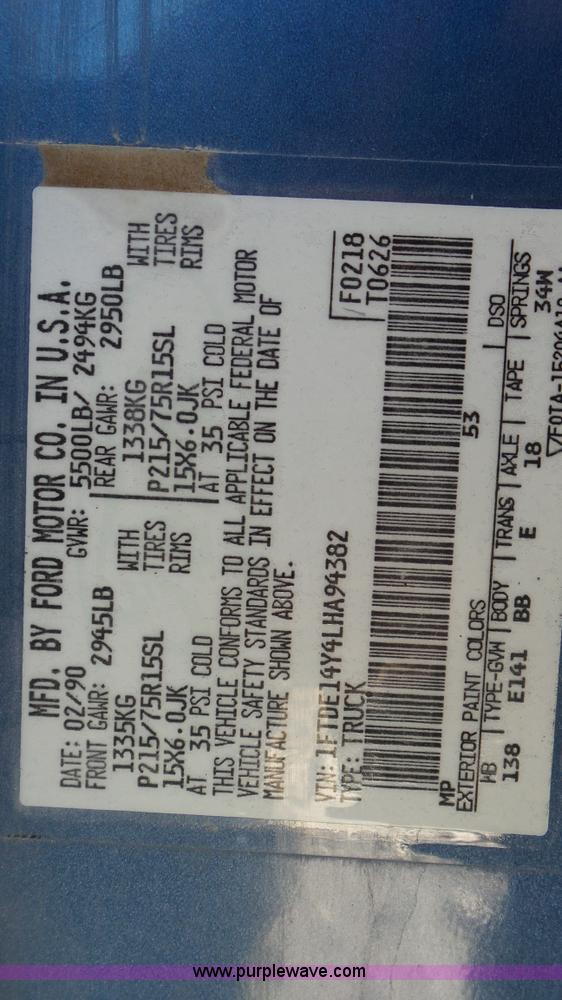 MFD. BY FORD MOTOR CO. IN U.S.A.
DATE: 02/90 GVWR: 5500LB/ 2494KG
FRONT GAWR: 2945LB REAR GAWR: 2950LB
1335KG WITH 1338KG WITH
P215/75R15SL TIRES P215/75R15SL TIRES
15X6.0JK RIMS 15X6.0JK RIMS
AT 35 PSI COLD AT 35 PSI COLD
THIS VEHICLE CONFORMS TO ALL APPLICABLE FEDERAL MOTOR
VEHICLE SAFETY STANDARDS IN EFFECT ON THE DATE OF
MANUFACTURE SHOWN ABOVE.
VIN: 1FTDE14Y4LHA94382 F0218
TYPE: TRUCK T0626
MP 53
EXTERIOR PAINT COLORS DSO
WB TYPE-GVW BODY TRANS AXLE TAPE SPRINGS
138 E141 BB E 18 34W
www.purplewave.com